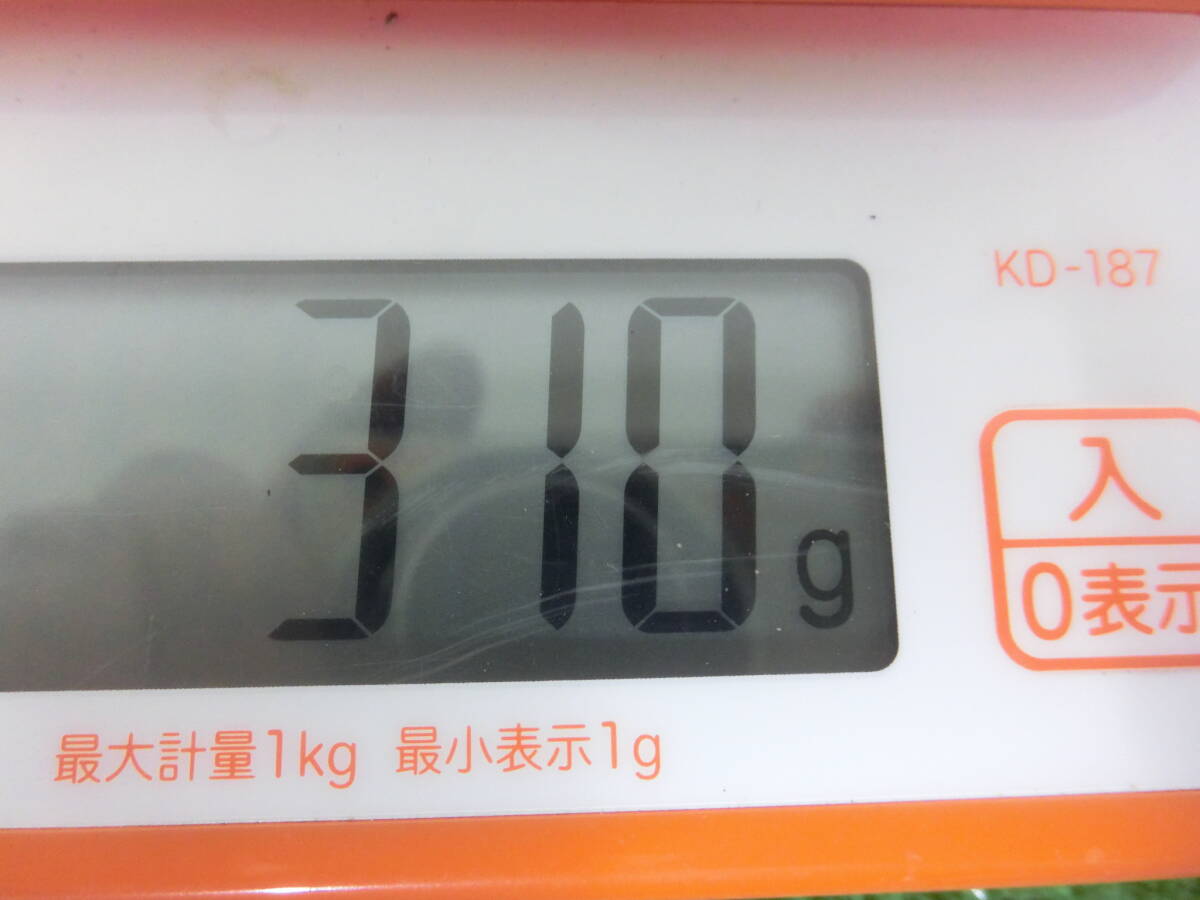 KD-187
310g
入
0表示
最大計量1kg 最小表示1g